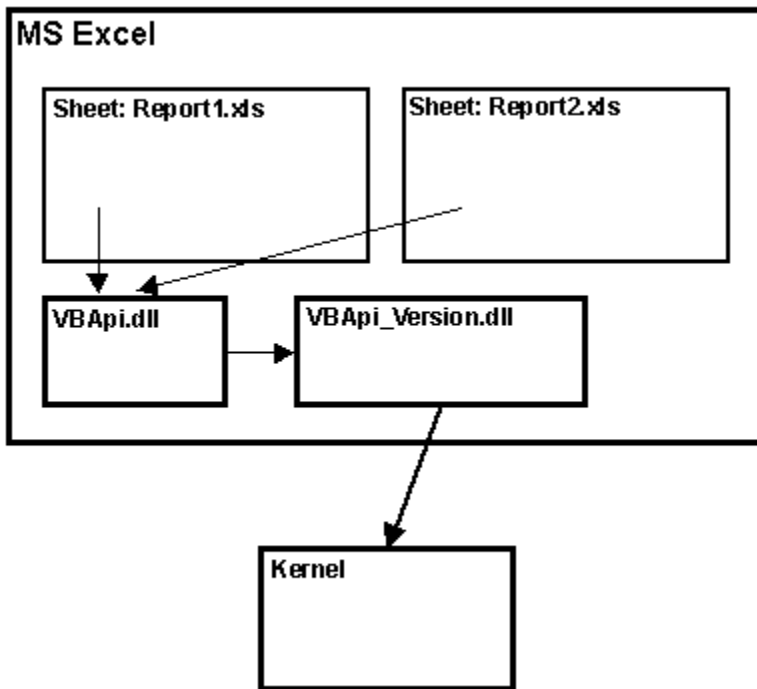 MS Excel
Sheet: Report1.xls
Sheet: Report2.xls
VBApi.dll
VBApi_Version.dll
Kernel